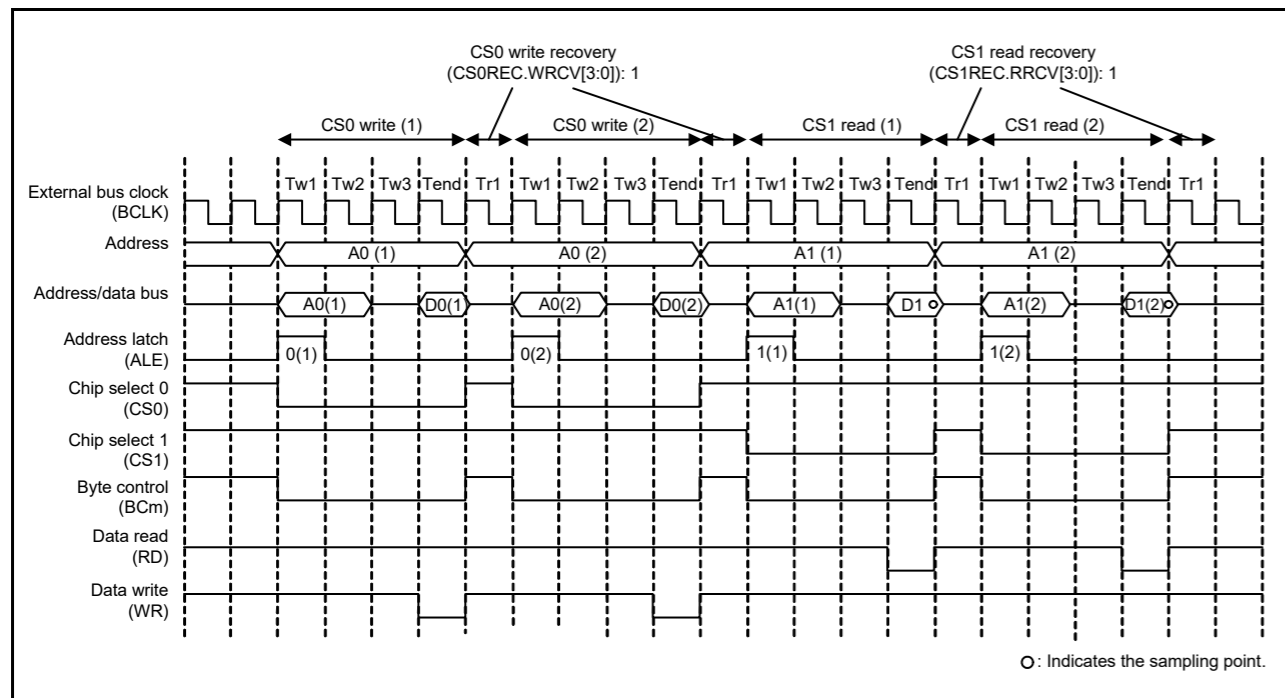 CS0 write recovery
(CS0REC.WRCV[3:0]): 1
CS1 read recovery
(CS1REC.RRCV[3:0]): 1
CS0 write (1) CS0 write (2) CS1 read (1) CS1 read (2)
Tw1 Tw2 Tw3 Tend Tr1 Tw1 Tw2 Tw3 Tend Tr1 Tw1 Tw2 Tw3 Tend Tr1 Tw1 Tw2 Tw3 Tend Tr1
External bus clock
(BCLK)
Address A0 (1) A0 (2) A1 (1) A1 (2)
Address/data bus A0(1) D0(1) A0(2) D0(2) A1(1) D1 A1(2) D1(2)
Address latch
(ALE) 0(1) 0(2) 1(1) 1(2)
Chip select 0
(CS0)
Chip select 1
(CS1)
Byte control
(BCm)
Data read
(RD)
Data write
(WR)
: Indicates the sampling point.